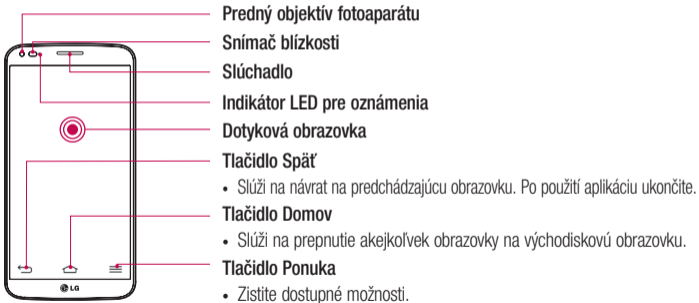 Predný objektív fotoaparátu
Snímač blízkosti
Slúchadlo
Indikátor LED pre oznámenia
Dotyková obrazovka
Tlačidlo Späť
• Slúži na návrat na predchádzajúcu obrazovku. Po použití aplikáciu ukončite.
Tlačidlo Domov
• Slúži na prepnutie akejkoľvek obrazovky na východiskovú obrazovku.
Tlačidlo Ponuka
• Zistite dostupné možnosti.
LG